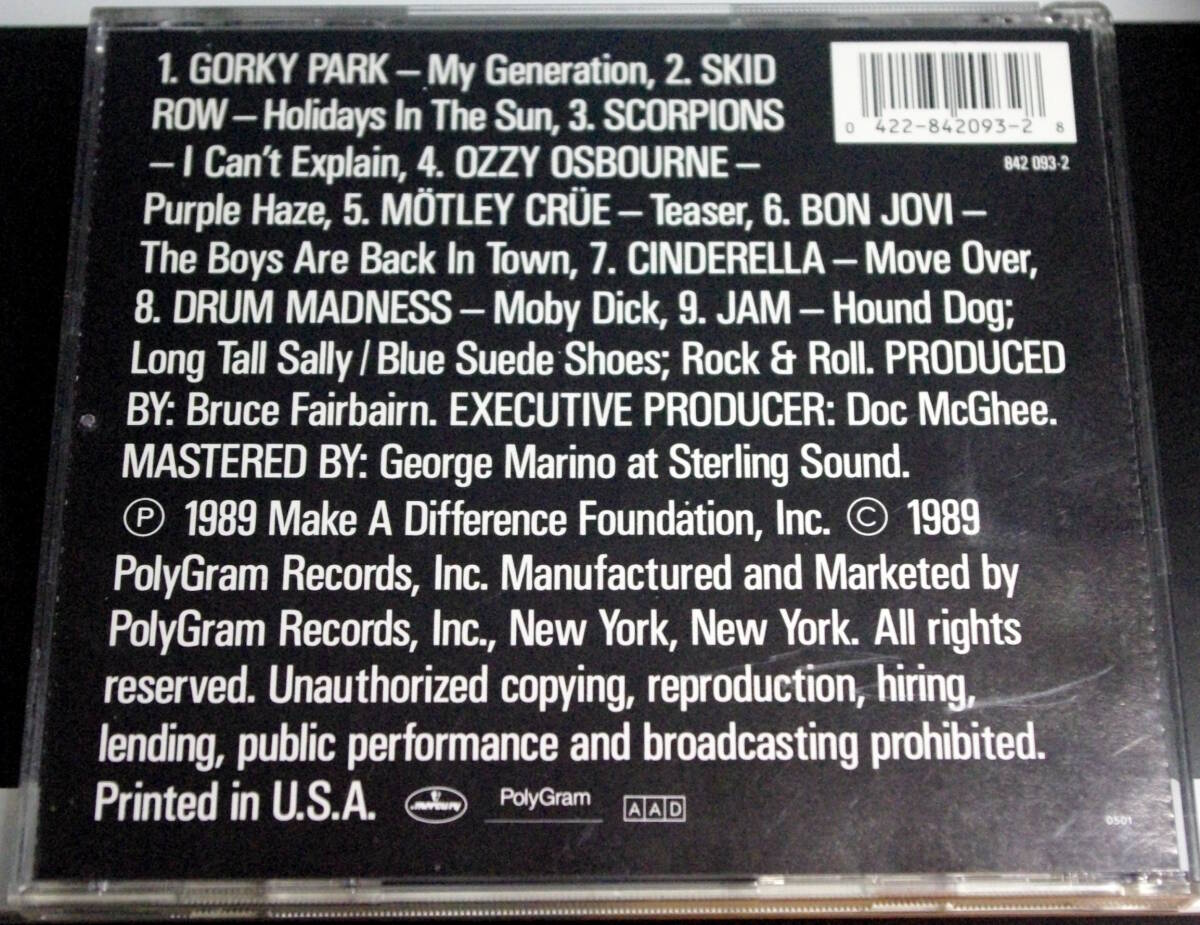 1. GORKY PARK – My Generation, 2. SKID
ROW – Holidays In The Sun, 3. SCORPIONS
– I Can't Explain, 4. OZZY OSBOURNE –
Purple Haze, 5. MÖTLEY CRÜE – Teaser, 6. BON JOVI –
The Boys Are Back In Town, 7. CINDERELLA – Move Over,
8. DRUM MADNESS – Moby Dick, 9. JAM – Hound Dog;
Long Tall Sally / Blue Suede Shoes; Rock & Roll. PRODUCED
BY: Bruce Fairbairn. EXECUTIVE PRODUCER: Doc McGhee.
MASTERED BY: George Marino at Sterling Sound.
Ⓟ 1989 Make A Difference Foundation, Inc. © 1989
PolyGram Records, Inc. Manufactured and Marketed by
PolyGram Records, Inc., New York, New York. All rights
reserved. Unauthorized copying, reproduction, hiring,
lending, public performance and broadcasting prohibited.
Printed in U.S.A. mercury PolyGram AAD
0 422-842093-2 8
842 093-2
0501